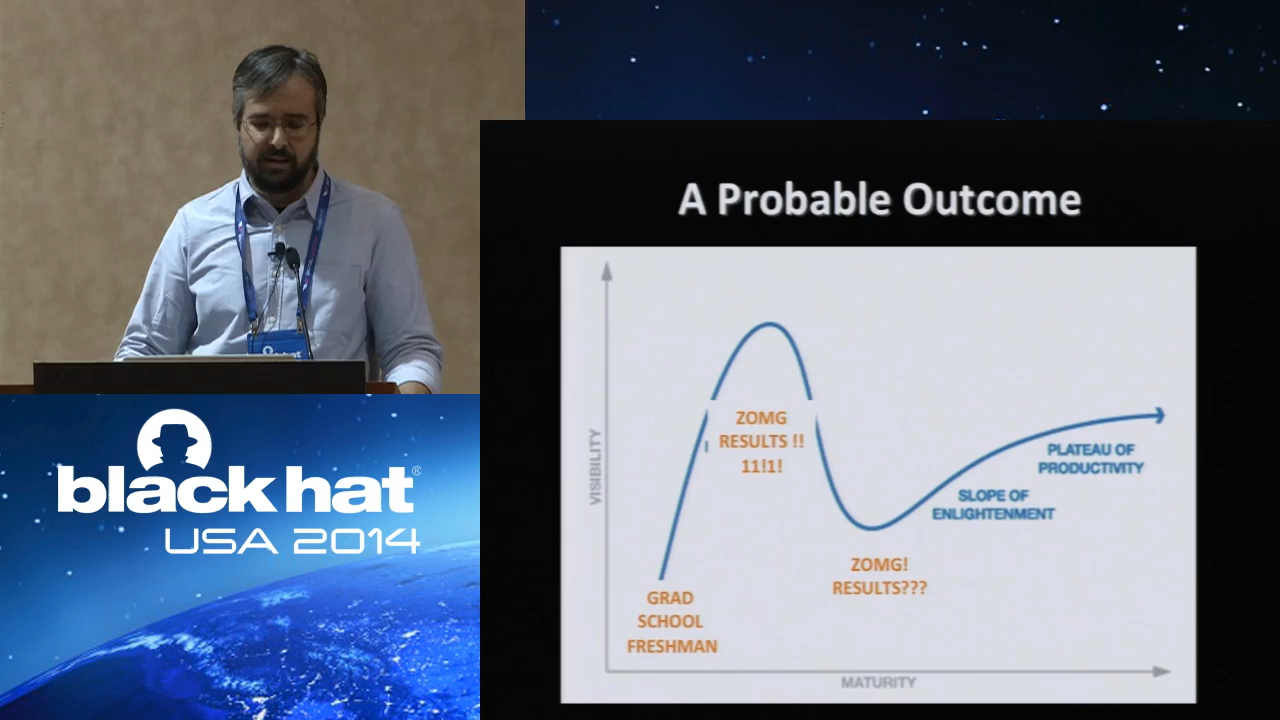 A Probable Outcome
VISIBILITY
ZOMG
RESULTS !!
11!1!
PLATEAU OF
PRODUCTIVITY
SLOPE OF
ENLIGHTENMENT
ZOMG!
RESULTS???
GRAD
SCHOOL
FRESHMAN
MATURITY
black hat®
USA 2014